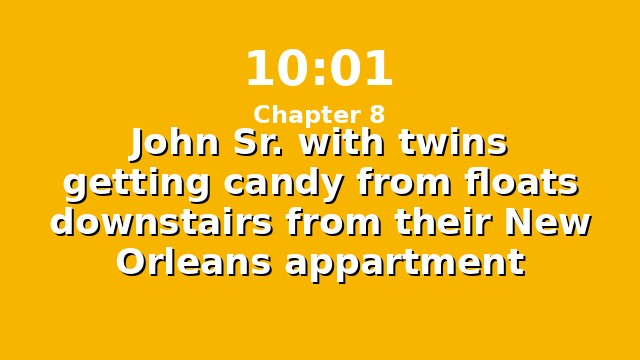 10:01
Chapter 8
John Sr. with twins
getting candy from floats
downstairs from their New
Orleans appartment